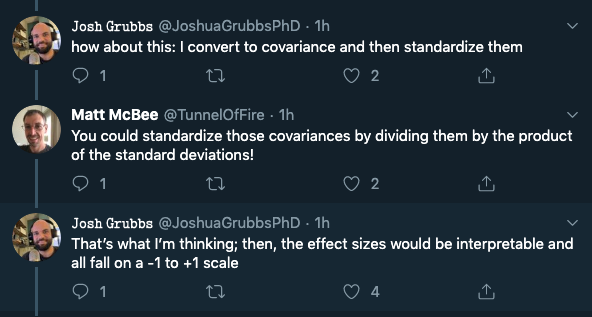 Josh Grubbs @JoshuaGrubbsPhD · 1h
how about this: I convert to covariance and then standardize them
1 2
Matt McBee @TunnelOfFire · 1h
You could standardize those covariances by dividing them by the product
of the standard deviations!
1 2
Josh Grubbs @JoshuaGrubbsPhD · 1h
That’s what I’m thinking; then, the effect sizes would be interpretable and
all fall on a -1 to +1 scale
1 4